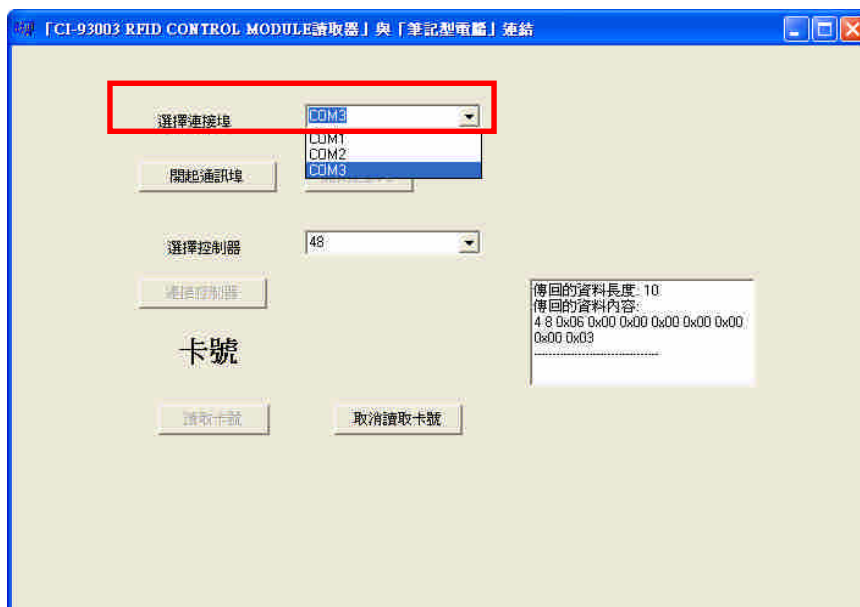 「CI-93003 RFID CONTROL MODULE讀取器」與「筆記型電腦」連結
選擇連接埠 COM3
COM1
COM2
COM3
開起通訊埠
選擇控制器 48
連接控制器
傳回的資料長度: 10
傳回的資料內容:
4 8 0x06 0x00 0x00 0x00 0x00 0x00
0x00 0x03
--------------------------------
卡號
讀取卡號 取消讀取卡號